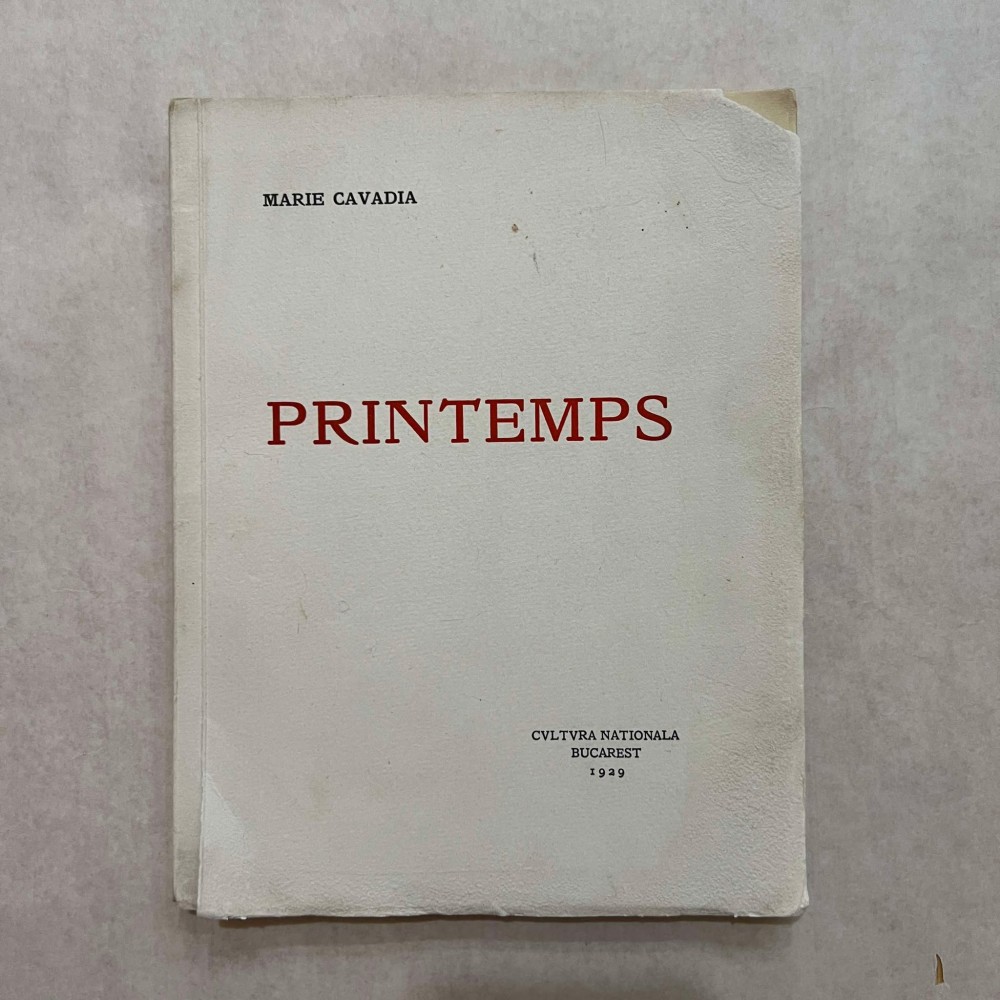 MARIE CAVADIA
PRINTEMPS
CVLTVRA NATIONALA
BUCAREST
1929